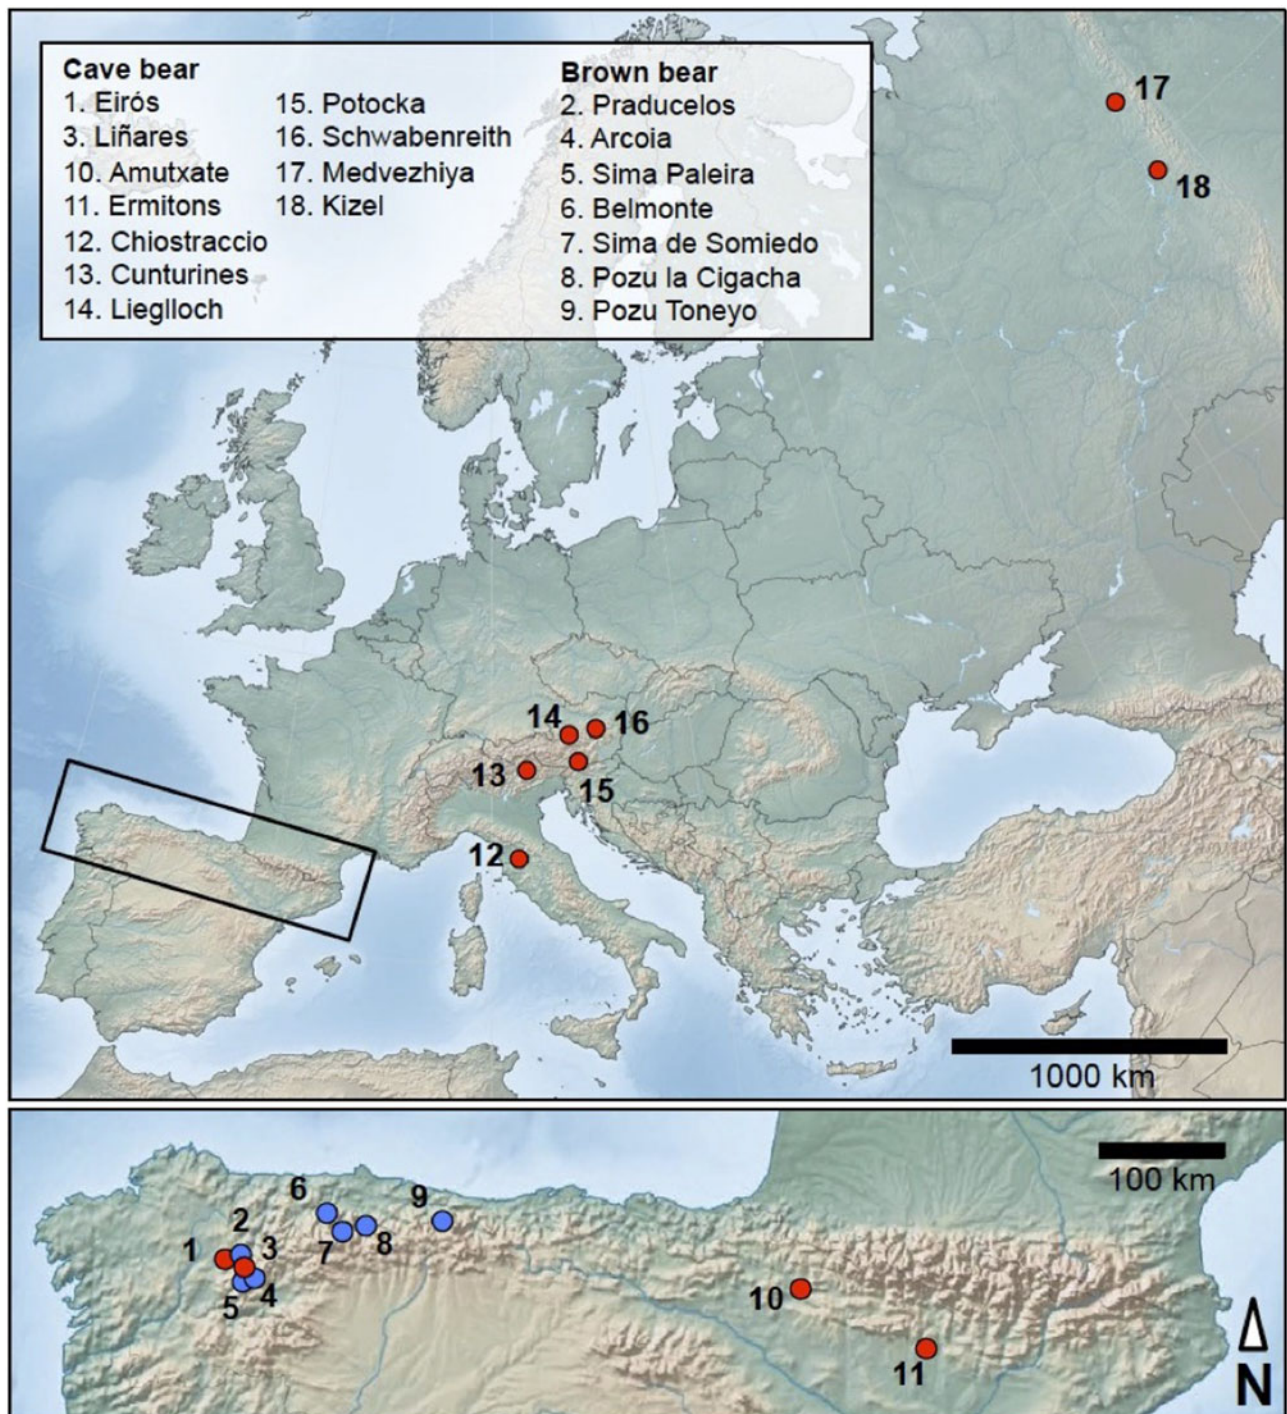 Cave bear
1. Eirós
3. Liñares
10. Amutxate
11. Ermitons
12. Chiostraccio
13. Cunturines
14. Lieglloch
15. Potocka
16. Schwabenreith
17. Medvezhiya
18. Kizel
Brown bear
2. Praducelos
4. Arcoia
5. Sima Paleira
6. Belmonte
7. Sima de Somiedo
8. Pozu la Cigacha
9. Pozu Toneyo
17
18
14
16
13
15
12
1000 km
100 km
6
9
2
7
8
1
3
4
5
10
11
N